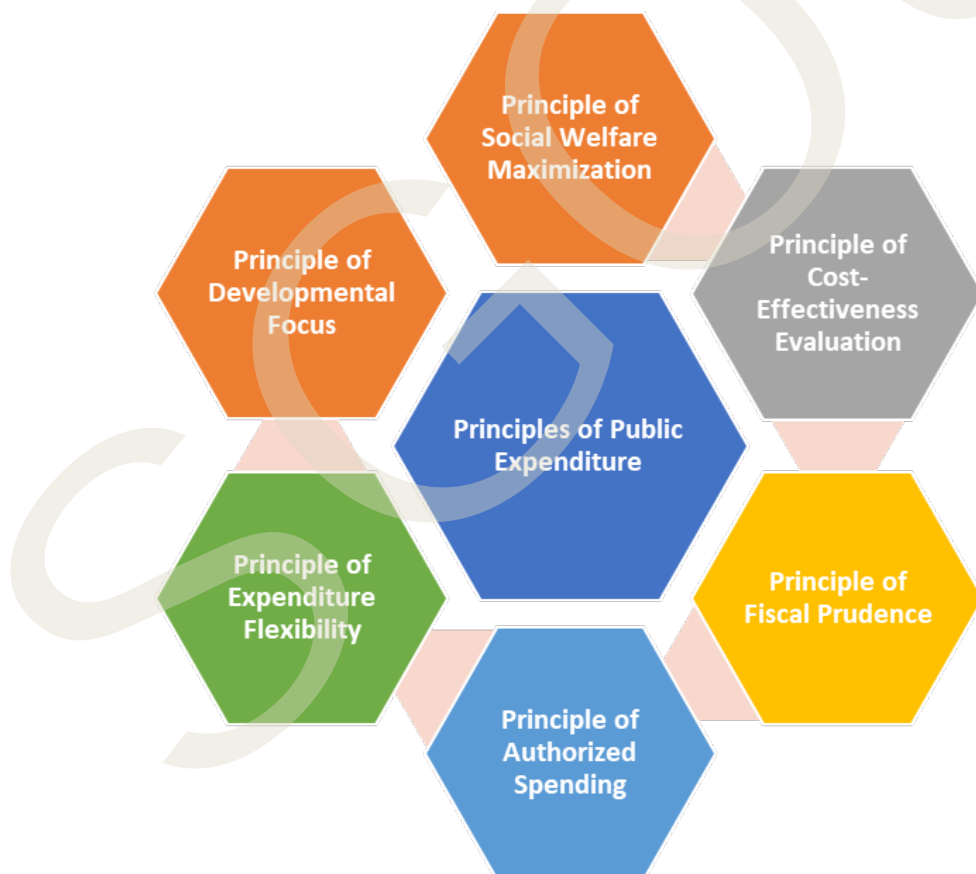 Principle of
Social Welfare
Maximization
Principle of
Cost-
Effectiveness
Evaluation
Principle of
Fiscal Prudence
Principle of
Authorized
Spending
Principle of
Expenditure
Flexibility
Principle of
Developmental
Focus
Principles of Public
Expenditure